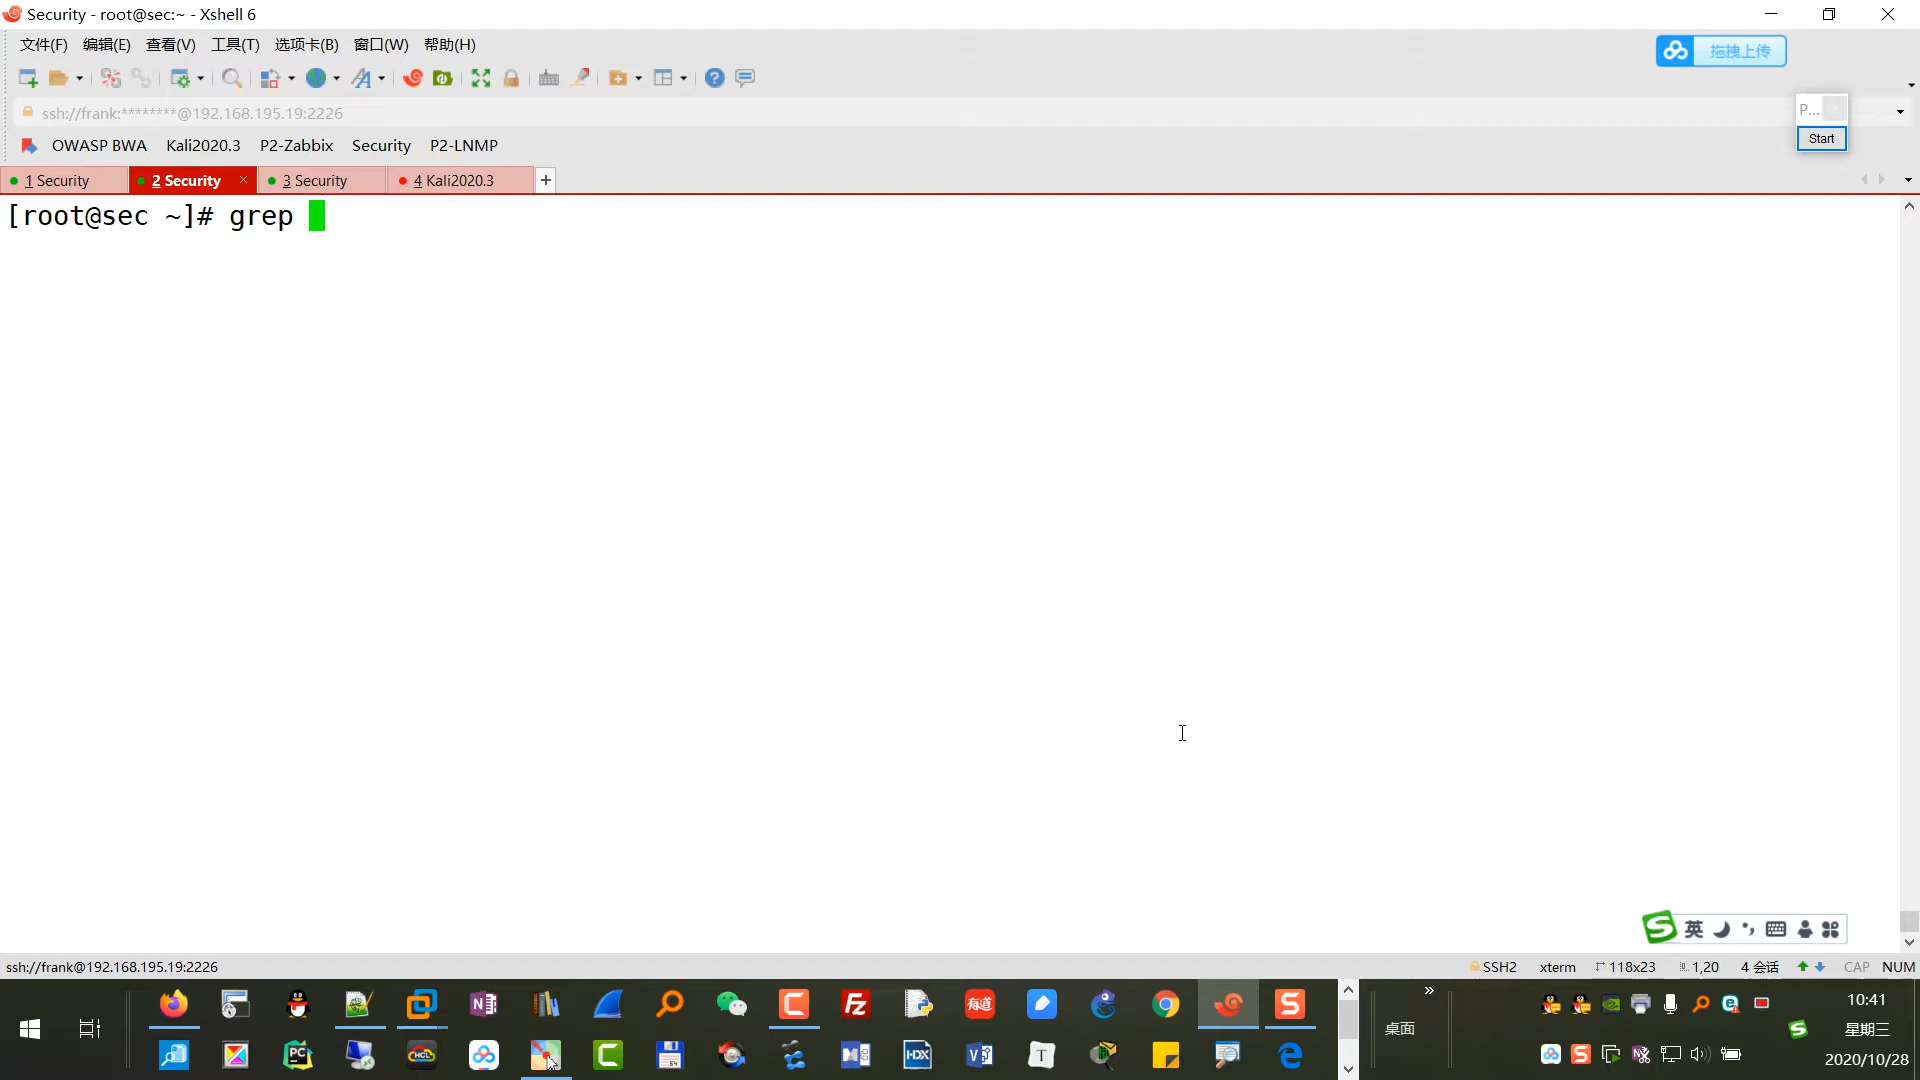 Security - root@sec:~ - Xshell 6
文件(F) 编辑(E) 查看(V) 工具(T) 选项卡(B) 窗口(W) 帮助(H)
拖拽上传
ssh://frank:********@192.168.195.19:2226
P...
Start
OWASP BWA Kali2020.3 P2-Zabbix Security P2-LNMP
1 Security 2 Security × 3 Security 4 Kali2020.3 +
[root@sec ~]# grep
英
ssh://frank@192.168.195.19:2226 SSH2 xterm 118x23 1,20 4 会话 CAP NUM
桌面
10:41
星期三
2020/10/28